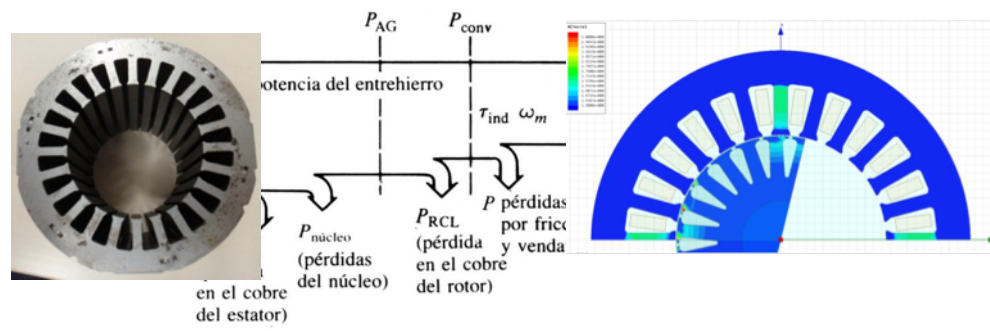 P_AG P_conv
potencia del entrehierro
τ_ind ω_m
P_núcleo
(pérdidas
del núcleo)
P_RCL
(pérdida
en el cobre
del rotor)
P pérdidas
por fricc
y venda
en el cobre
del estator)